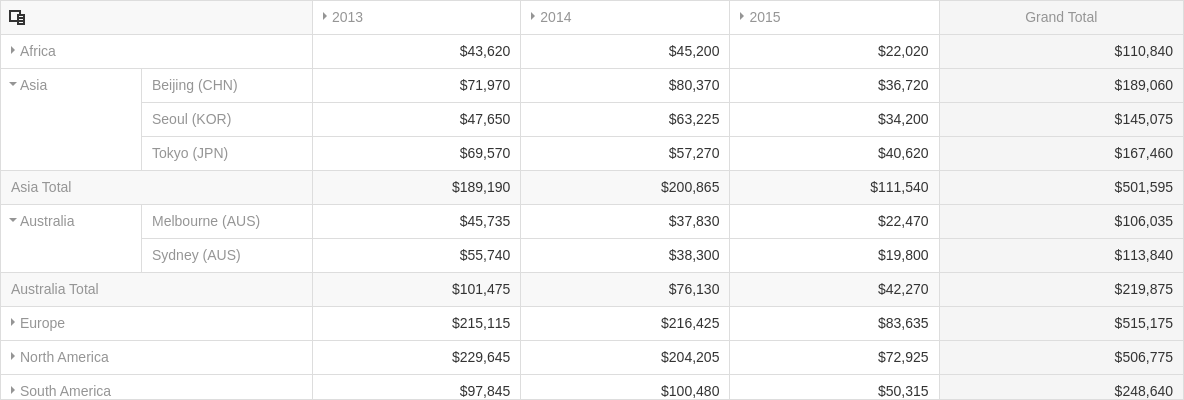 2013 2014 2015 Grand Total
Africa $43,620 $45,200 $22,020 $110,840
Asia Beijing (CHN) $71,970 $80,370 $36,720 $189,060
Seoul (KOR) $47,650 $63,225 $34,200 $145,075
Tokyo (JPN) $69,570 $57,270 $40,620 $167,460
Asia Total $189,190 $200,865 $111,540 $501,595
Australia Melbourne (AUS) $45,735 $37,830 $22,470 $106,035
Sydney (AUS) $55,740 $38,300 $19,800 $113,840
Australia Total $101,475 $76,130 $42,270 $219,875
Europe $215,115 $216,425 $83,635 $515,175
North America $229,645 $204,205 $72,925 $506,775
South America $97,845 $100,480 $50,315 $248,640